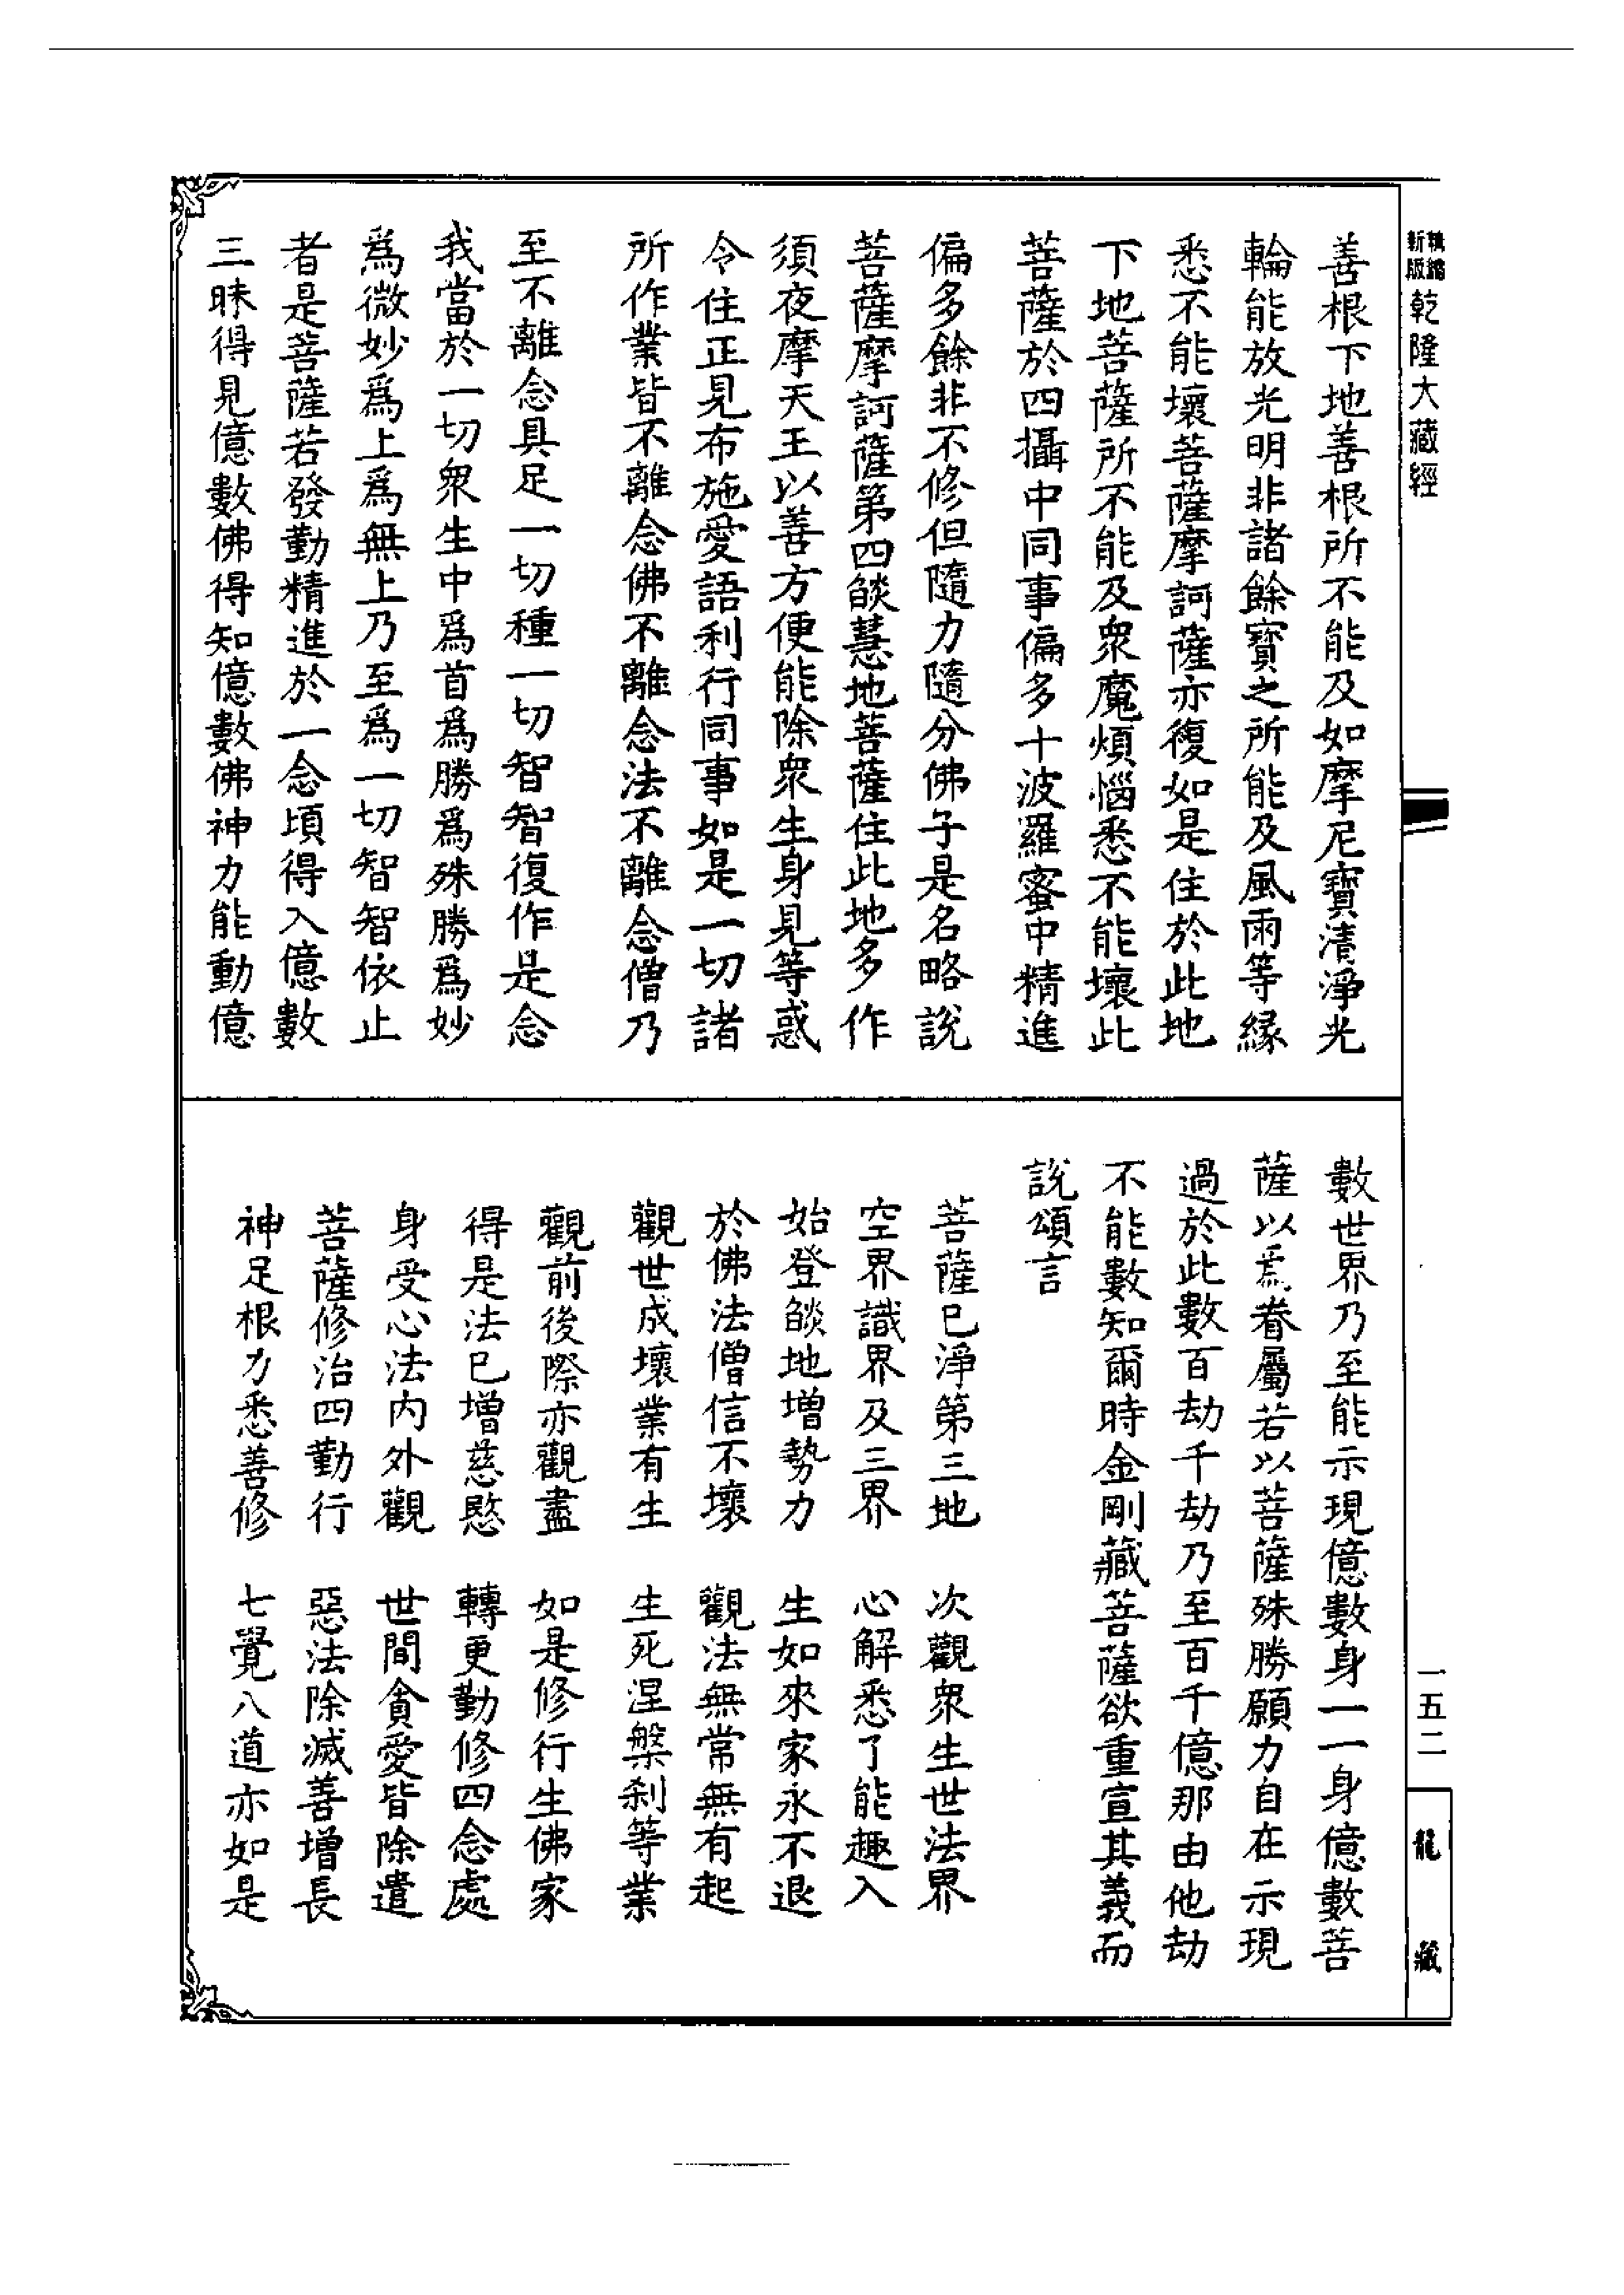 新版
乾隆大藏經
善根下地善根所不能及如摩尼寶清淨光
輪能放光明非諸餘寶之所能及風雨等緣
悉不能壞菩薩摩訶薩亦復如是住於此地
下地菩薩所不能及眾魔煩惱悉不能壞此
菩薩於四攝中同事偏多十波羅蜜中精進
偏多餘非不修但隨力隨分佛子是名略說
菩薩摩訶薩第四𦦨慧地菩薩住此地多作
須夜摩天王以善方便能除眾生身見等惑
令住正見布施愛語利行同事如是一切諸
所作業皆不離念佛不離念法不離念僧乃
至不離念具足一切種一切智智復作是念
我當於一切眾生中爲首爲勝爲殊勝爲妙
爲微妙爲上爲無上乃至爲一切智智依止
者是菩薩若發勤精進於一念頃得入億數
三昧得見億數佛得知億數佛神力能動億
數世界乃至能示現億數身一一身億數菩
薩以爲眷屬若以菩薩殊勝願力自在示現
過於此數百劫千劫乃至百千億那由他劫
不能數知爾時金剛藏菩薩欲重宣其義而
說頌言
菩薩已淨第三地　次觀眾生世法界
空界識界及三界　心解悉了能趣入
始登𦦨地增勢力　生如來家永不退
於佛法僧信不壞　觀法無常無有起
觀世成壞業有生　生死涅槃剎等業
觀前後際亦觀盡　如是修行生佛家
得是法已增慈愍　轉更勤修四念處
身受心法內外觀　世間貪愛皆除遣
菩薩修治四勤行　惡法除滅善增長
神足根力悉善修　七覺八道亦如是
一五二
龍藏